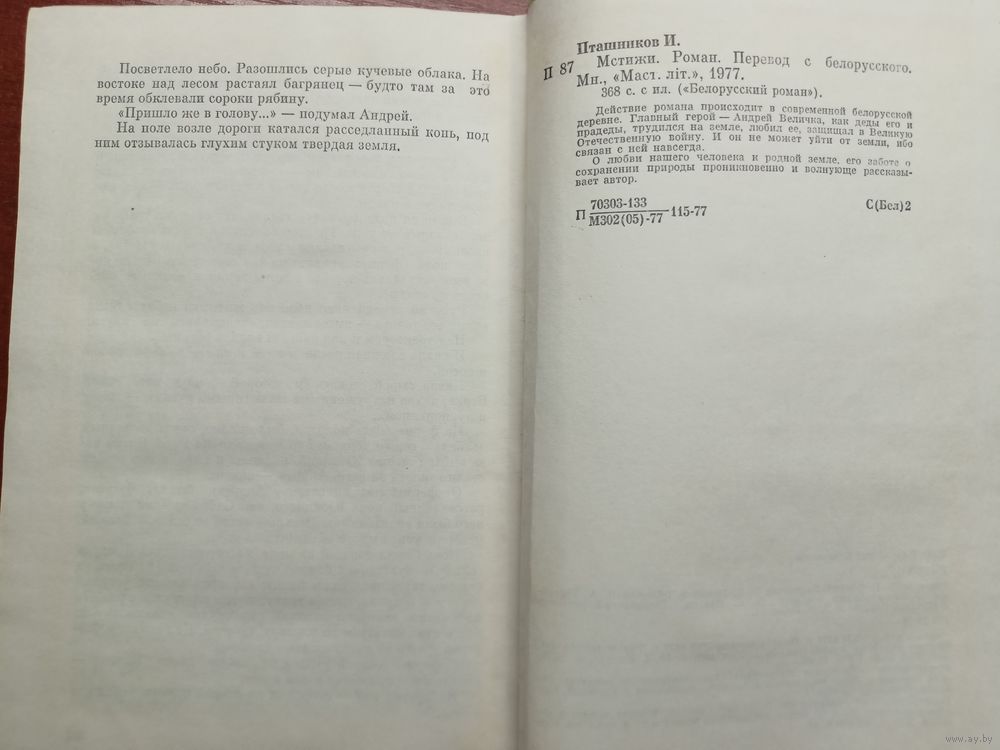 Посветлело небо. Разошлись серые кучевые облака. На
востоке над лесом растаял багрянец — будто там за это
время обклевали сороки рябину.
«Пришло же в голову...» — подумал Андрей.
На поле возле дороги катался расседланный конь, под
ним отзывалась глухим стуком твердая земля.
Пташников И.
П 87 Мстижи. Роман. Перевод с белорусского.
Мн., «Маст. літ.», 1977.
368 с. с ил. («Белорусский роман»).
Действие романа происходит в современной белорусской
деревне. Главный герой — Андрей Величка, как деды его и
прадеды, трудился на земле, любил ее, защищал в Великую
Отечественную войну. И он не может уйти от земли, ибо
связан с ней навсегда.
О любви нашего человека к родной земле, его заботе о
сохранении природы проникновенно и волнующе рассказы-
вает автор.
70303-133
П 115-77 С(Бел)2
М302(05)-77
www.ay.by